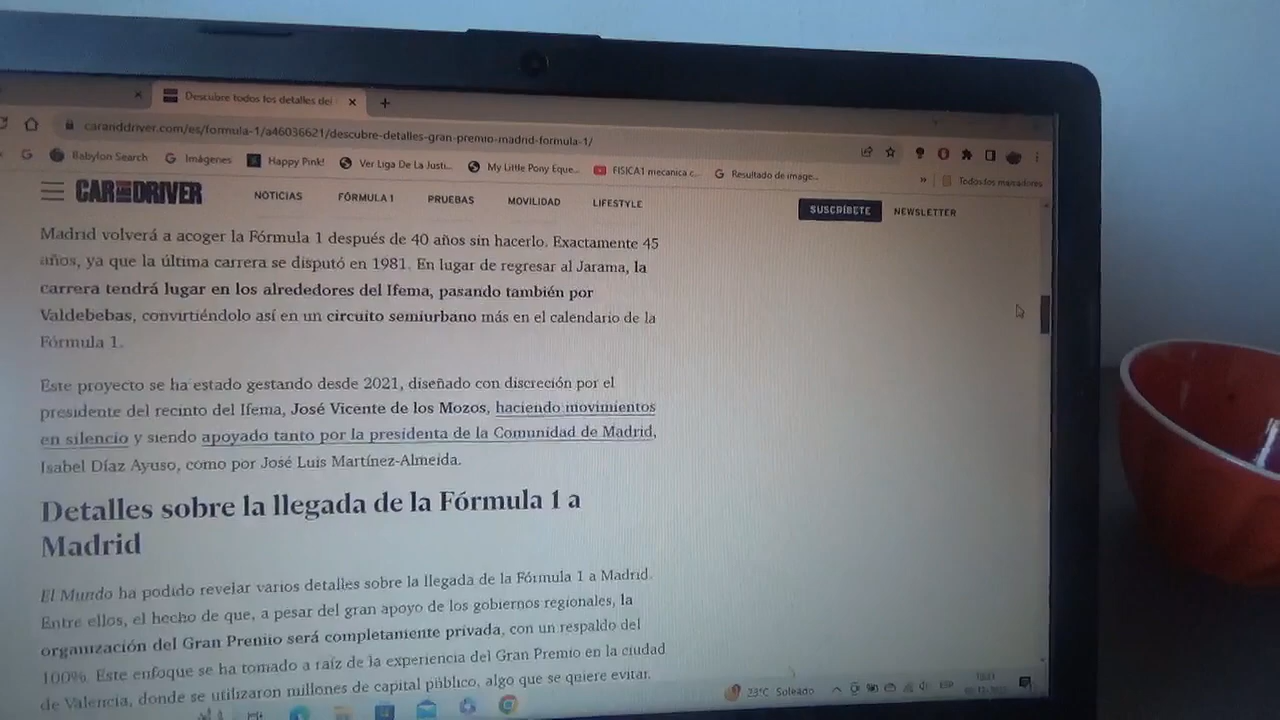 Descubre todos los detalles del
caranddriver.com/es/formula-1/a46036621/descubre-detalles-gran-premio-madrid-formula-1/
Babylon Search
Imágenes
Happy Pink!
Ver Liga De La Justi...
My Little Pony Eque...
FISICA1 mecanica c...
Resultado de image...
Todos los marcadores
CAR AND DRIVER
NOTICIAS
FÓRMULA 1
PRUEBAS
MOVILIDAD
LIFESTYLE
SUSCRÍBETE
NEWSLETTER
Madrid volverá a acoger la Fórmula 1 después de 40 años sin hacerlo. Exactamente 45
años, ya que la última carrera se disputó en 1981. En lugar de regresar al Jarama, la
carrera tendrá lugar en los alrededores del Ifema, pasando también por
Valdebebas, convirtiéndolo así en un circuito semiurbano más en el calendario de la
Fórmula 1.
Este proyecto se ha estado gestando desde 2021, diseñado con discreción por el
presidente del recinto del Ifema, José Vicente de los Mozos, haciendo movimientos
en silencio y siendo apoyado tanto por la presidenta de la Comunidad de Madrid,
Isabel Díaz Ayuso, como por José Luis Martínez-Almeida.
Detalles sobre la llegada de la Fórmula 1 a
Madrid
El Mundo ha podido revelar varios detalles sobre la llegada de la Fórmula 1 a Madrid.
Entre ellos, el hecho de que, a pesar del gran apoyo de los gobiernos regionales, la
organización del Gran Premio será completamente privada, con un respaldo del
100%. Este enfoque se ha tomado a raíz de la experiencia del Gran Premio en la ciudad
de Valencia, donde se utilizaron millones de capital público, algo que se quiere evitar.
23°C Soleado
ESP